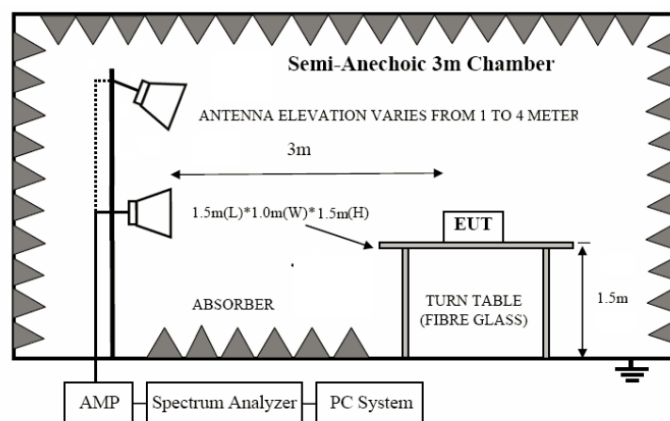 Semi-Anechoic 3m Chamber
ANTENNA ELEVATION VARIES FROM 1 TO 4 METER
3m
1.5m(L)*1.0m(W)*1.5m(H)
EUT
ABSORBER
TURN TABLE
(FIBRE GLASS)
1.5m
AMP
Spectrum Analyzer
PC System